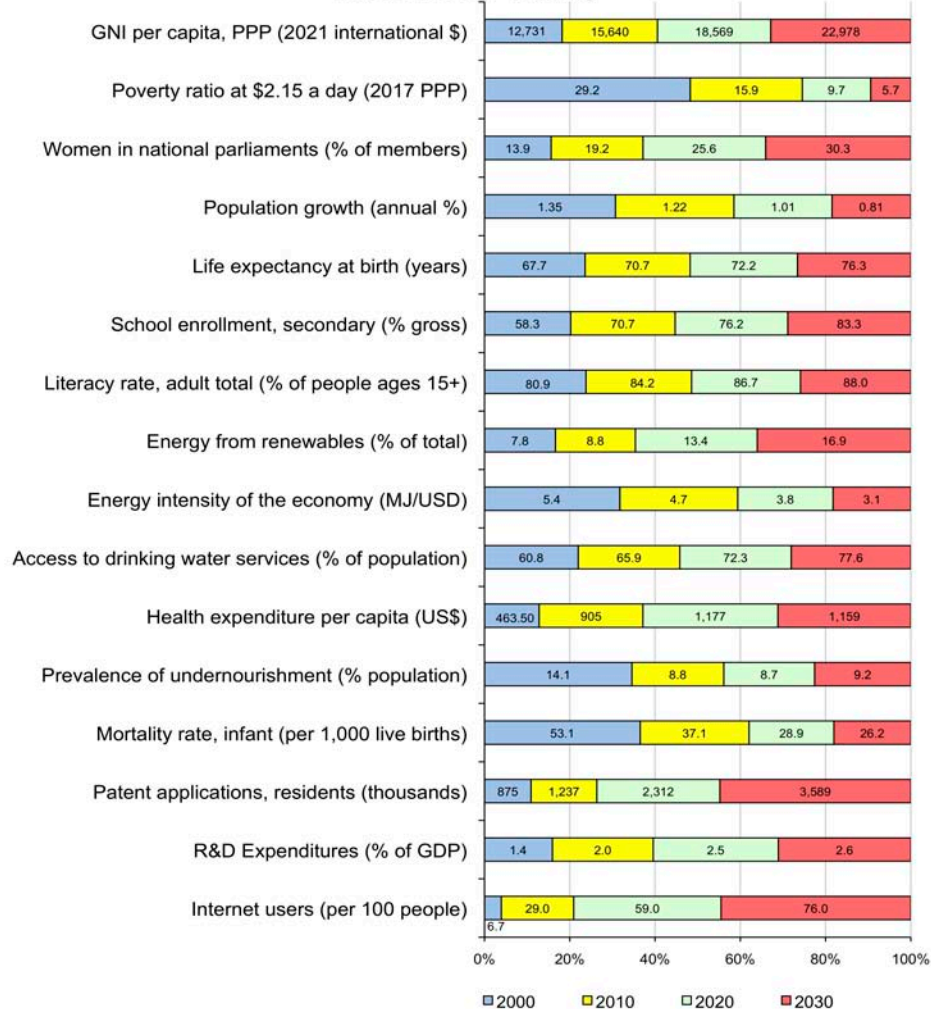 GNI per capita, PPP (2021 international $) 12,731 15,640 18,569 22,978
Poverty ratio at $2.15 a day (2017 PPP) 29.2 15.9 9.7 5.7
Women in national parliaments (% of members) 13.9 19.2 25.6 30.3
Population growth (annual %) 1.35 1.22 1.01 0.81
Life expectancy at birth (years) 67.7 70.7 72.2 76.3
School enrollment, secondary (% gross) 58.3 70.7 76.2 83.3
Literacy rate, adult total (% of people ages 15+) 80.9 84.2 86.7 88.0
Energy from renewables (% of total) 7.8 8.8 13.4 16.9
Energy intensity of the economy (MJ/USD) 5.4 4.7 3.8 3.1
Access to drinking water services (% of population) 60.8 65.9 72.3 77.6
Health expenditure per capita (US$) 463.50 905 1,177 1,159
Prevalence of undernourishment (% population) 14.1 8.8 8.7 9.2
Mortality rate, infant (per 1,000 live births) 53.1 37.1 28.9 26.2
Patent applications, residents (thousands) 875 1,237 2,312 3,589
R&D Expenditures (% of GDP) 1.4 2.0 2.5 2.6
Internet users (per 100 people) 29.0 59.0 76.0
6.7
0% 20% 40% 60% 80% 100%
2000 2010 2020 2030